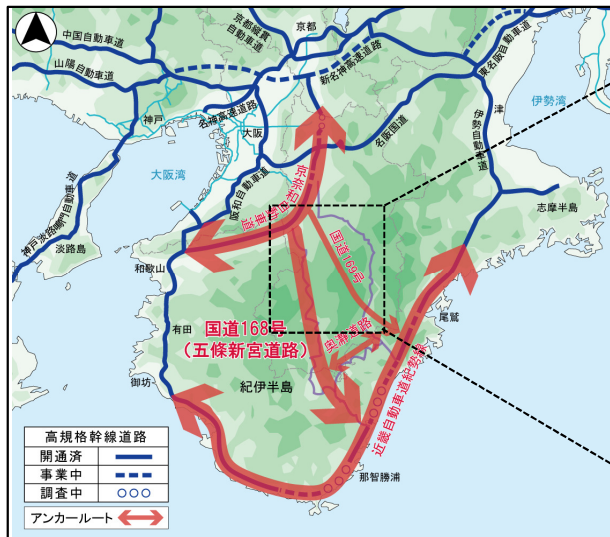 京都縦貫
自動車道
京都
中国自動車道
山陽自動車道
新名神高速道路
東名阪自動車道
神戸
名神高速道路
大阪
名阪国道
伊勢自動車道
津
伊勢湾
大阪湾
阪和自動車道
京奈和自動車道
志摩半島
神戸淡路鳴門自動車道
淡路島
和歌山
国道169号
尾鷲
有田
国道168号
(五條新宮道路)
奥瀞道路
御坊
紀伊半島
近畿自動車道紀勢線
那智勝浦
高規格幹線道路
開通済
事業中
調査中
アンカールート